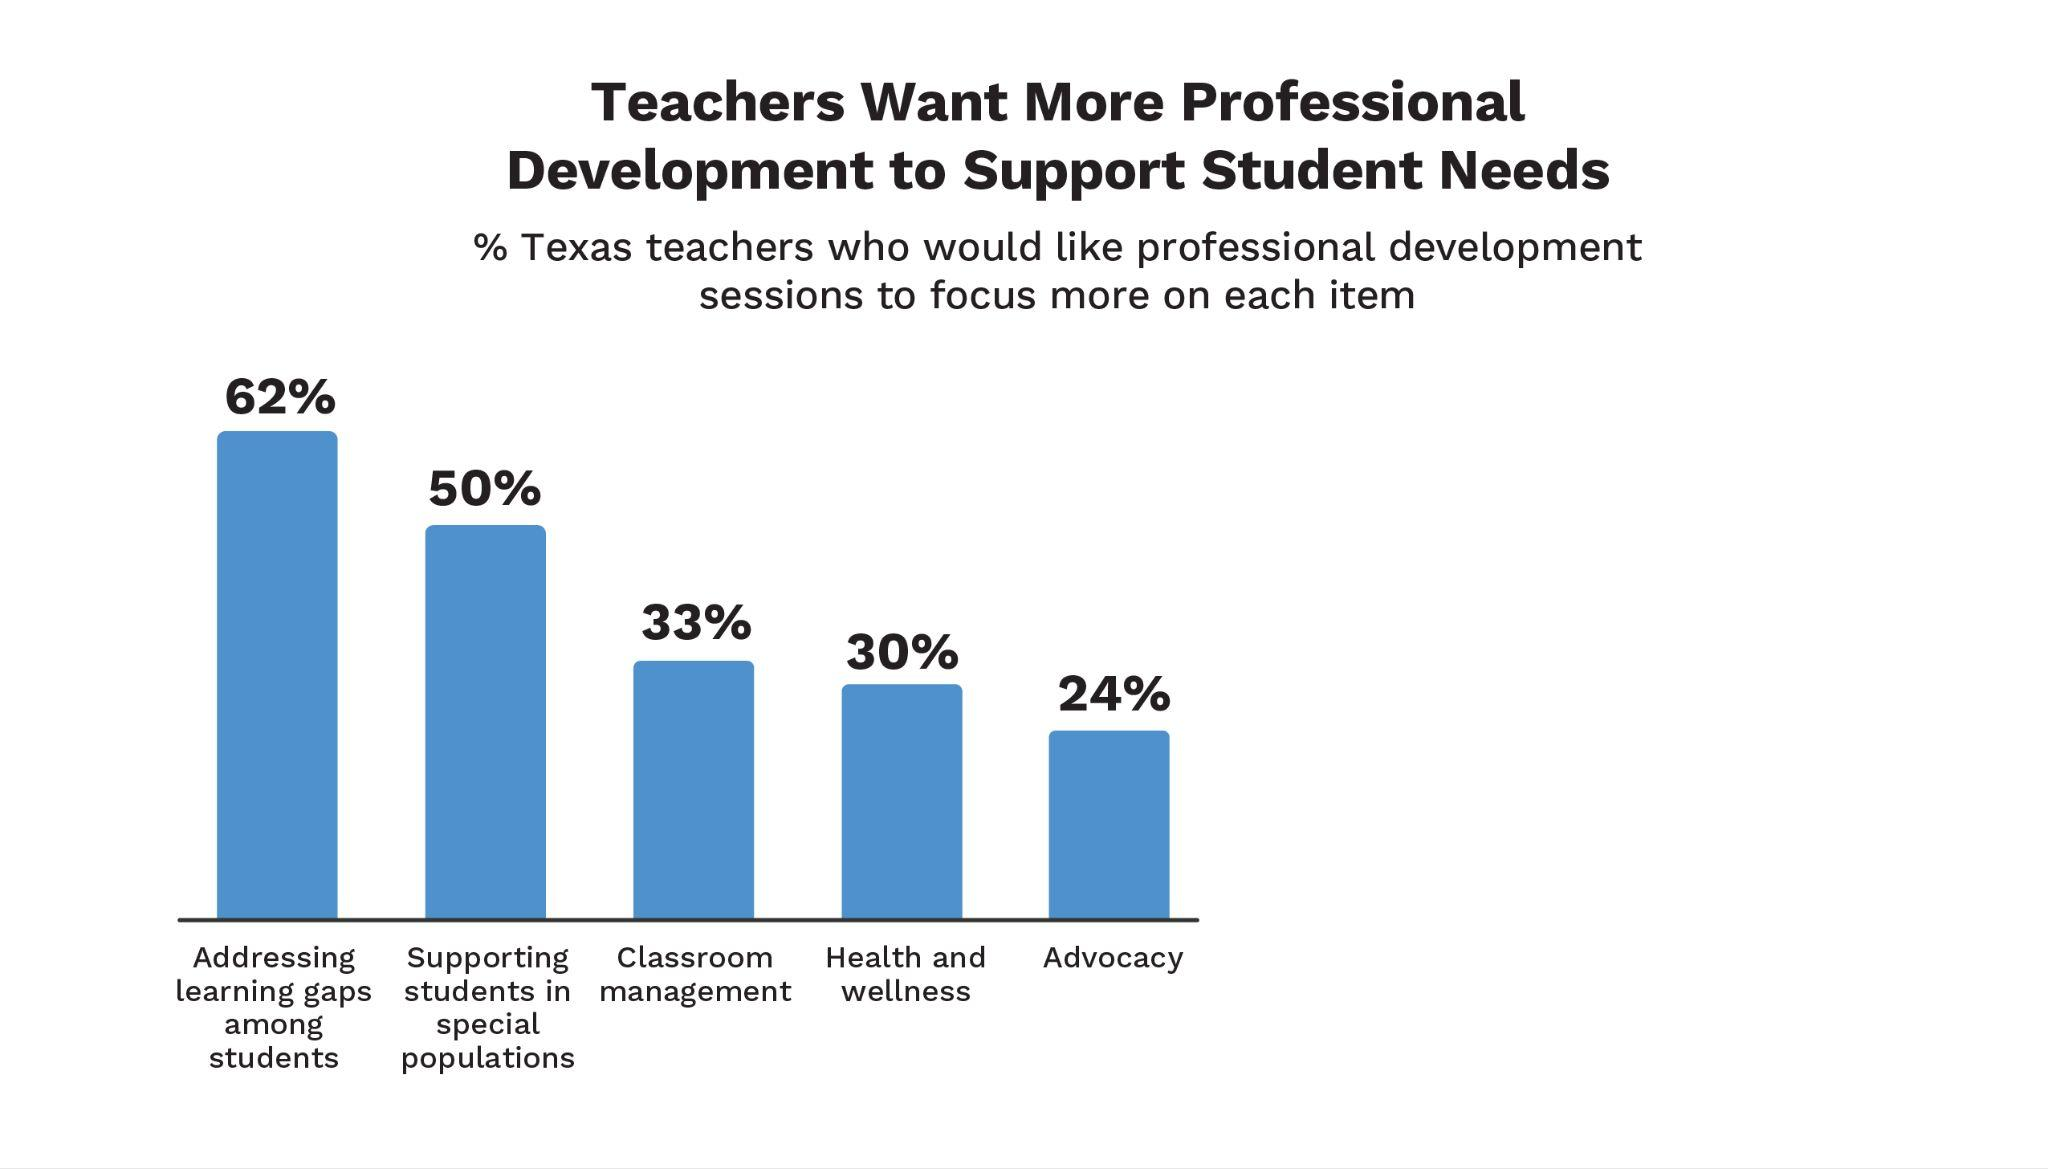 Teachers Want More Professional
Development to Support Student Needs
% Texas teachers who would like professional development
sessions to focus more on each item
62%
50%
33%
30%
24%
Addressing
learning gaps
among
students
Supporting
students in
special
populations
Classroom
management
Health and
wellness
Advocacy